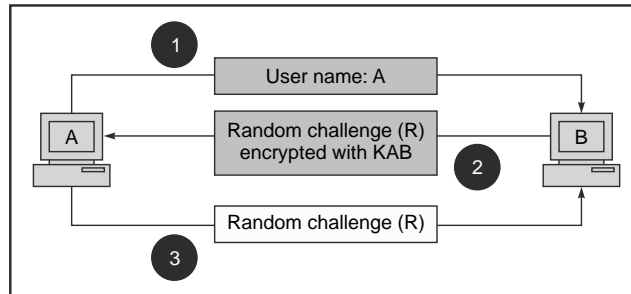 1
User name: A
A
Random challenge (R)
encrypted with KAB
B
2
Random challenge (R)
3